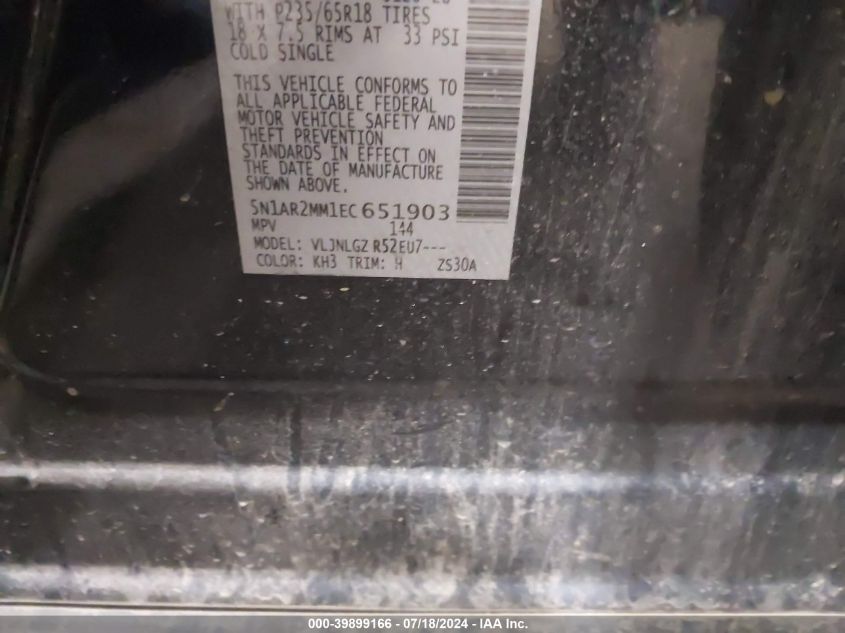 WITH P235/65R18 TIRES
18 X 7.5 RIMS AT 33 PSI
COLD SINGLE
THIS VEHICLE CONFORMS TO
ALL APPLICABLE FEDERAL
MOTOR VEHICLE SAFETY AND
THEFT PREVENTION
STANDARDS IN EFFECT ON
THE DATE OF MANUFACTURE
SHOWN ABOVE.
5N1AR2MM1EC651903
MPV 144
MODEL: VLJNLGZ R52EU7---
COLOR: KH3 TRIM: H ZS30A
000-39899166 - 07/18/2024 - IAA Inc.